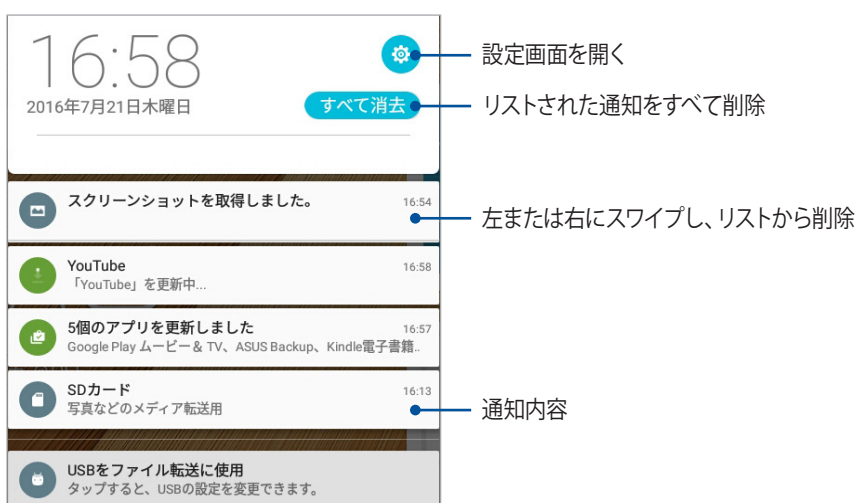 16:58
設定画面を開く
2016年7月21日木曜日
すべて消去
リストされた通知をすべて削除
スクリーンショットを取得しました。
16:54
左または右にスワイプし、リストから削除
YouTube
16:58
「YouTube」を更新中...
5個のアプリを更新しました
16:57
Google Play ムービー & TV、ASUS Backup、Kindle電子書籍..
SDカード
16:13
写真などのメディア転送用
通知内容
USBをファイル転送に使用
タップすると、USBの設定を変更できます。